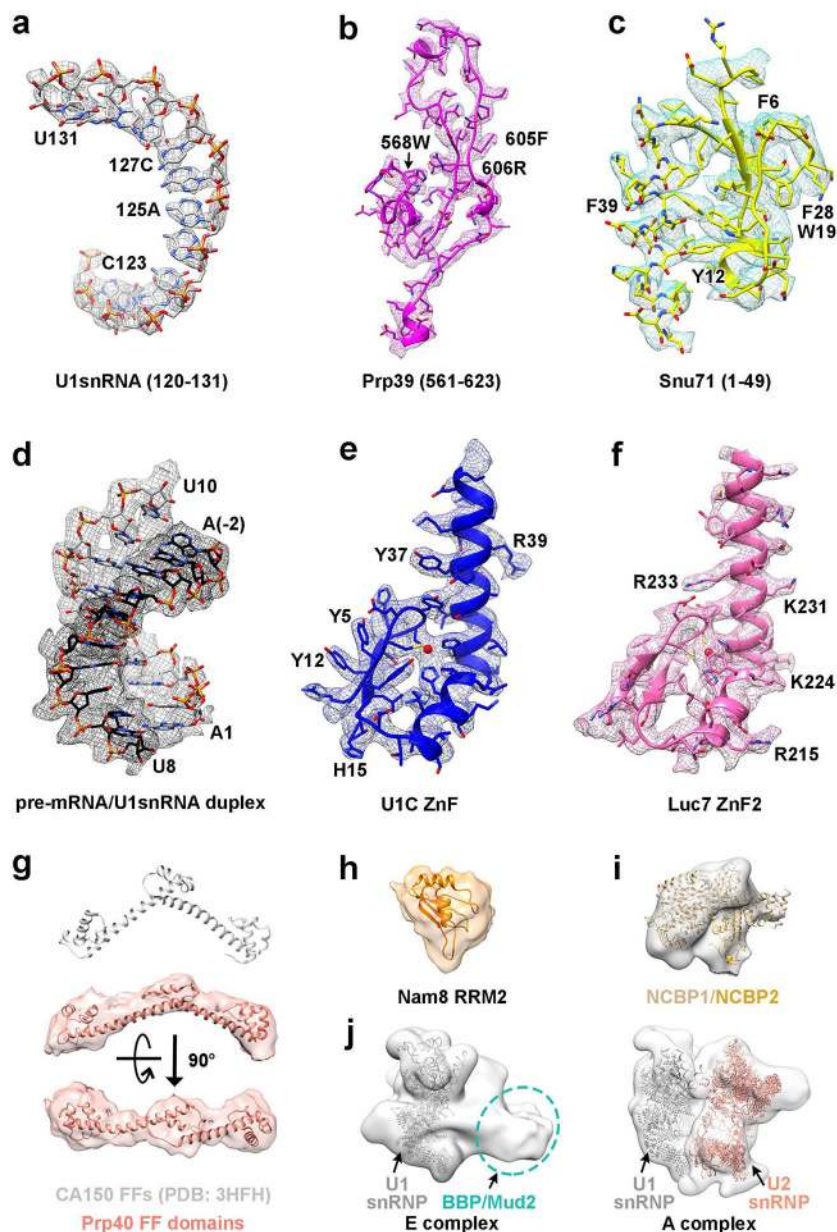 a
U131
127C
125A
C123
U1snRNA (120-131)
b
568W
605F
606R
Prp39 (561-623)
c
F6
F39
F28
W19
Y12
Snu71 (1-49)
d
U10
A(-2)
A1
U8
pre-mRNA/U1snRNA duplex
e
Y37
R39
Y5
Y12
H15
U1C ZnF
f
R233
K231
K224
R215
Luc7 ZnF2
g
90°
CA150 FFs (PDB: 3HFH)
Prp40 FF domains
h
Nam8 RRM2
i
NCBP1/NCBP2
j
U1
snRNP
BBP/Mud2
E complex
U1
snRNP
U2
snRNP
A complex